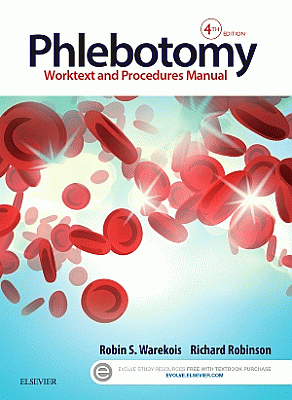 4TH EDITION
Phlebotomy
Worktext and Procedures Manual
Robin S. Warekois Richard Robinson
EVOLVE STUDY RESOURCES FREE WITH TEXTBOOK PURCHASE
EVOLVE.ELSEVIER.COM
ELSEVIER